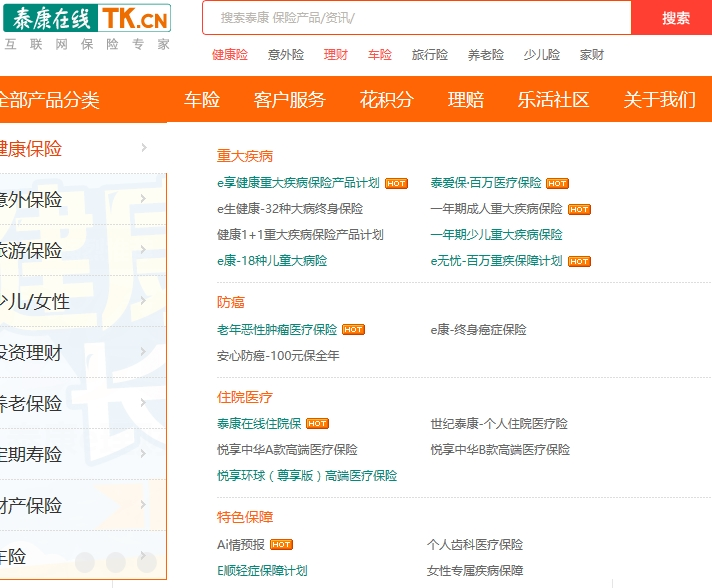 泰康在线 TK.CN
互联网保险专家
搜索泰康 保险产品/资讯/ 搜索
健康险 意外险 理财 车险 旅行险 养老险 少儿险 家财
全部产品分类 车险 客户服务 花积分 理赔 乐活社区 关于我们
健康保险
意外保险
旅游保险
少儿/女性
投资理财
养老保险
定期寿险
财产保险
车险
重大疾病
e享健康重大疾病保险产品计划 HOT 泰爱保·百万医疗保险 HOT
e生健康-32种大病终身保险 一年期成人重大疾病保险 HOT
健康1+1重大疾病保险产品计划 一年期少儿重大疾病保险
e康-18种儿童大病险 e无忧-百万重疾保障计划 HOT
防癌
老年恶性肿瘤医疗保险 HOT e康-终身癌症保险
安心防癌-100元保全年
住院医疗
泰康在线住院保 HOT 世纪泰康-个人住院医疗险
悦享中华A款高端医疗保险 悦享中华B款高端医疗保险
悦享环球（尊享版）高端医疗保险
特色保障
Ai情预报 HOT 个人齿科医疗保险
E顺轻症保障计划 女性专属疾病保障